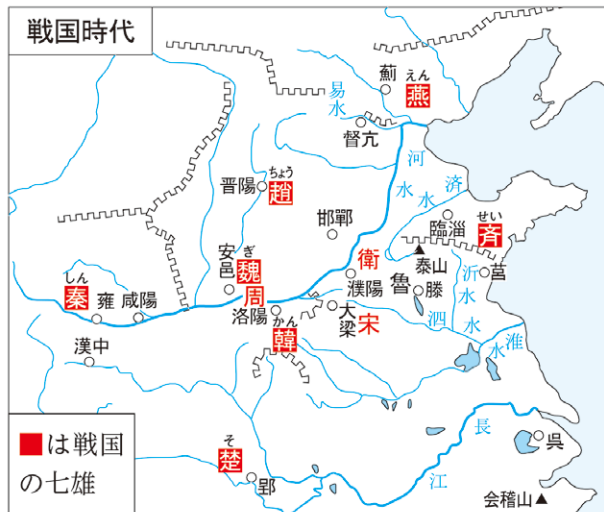 戦国時代
薊
えん
燕
易水
督亢
河水
済水
ちょう
趙
晋陽
邯鄲
臨淄
せい
斉
泰山
莒
衛
濮陽
魯
滕
沂水
泗水
淮水
安邑
ぎ
魏
周
洛陽
かん
韓
大梁
宋
しん
秦
雍
咸陽
漢中
そ
楚
郢
長江
呉
会稽山
■は戦国
の七雄